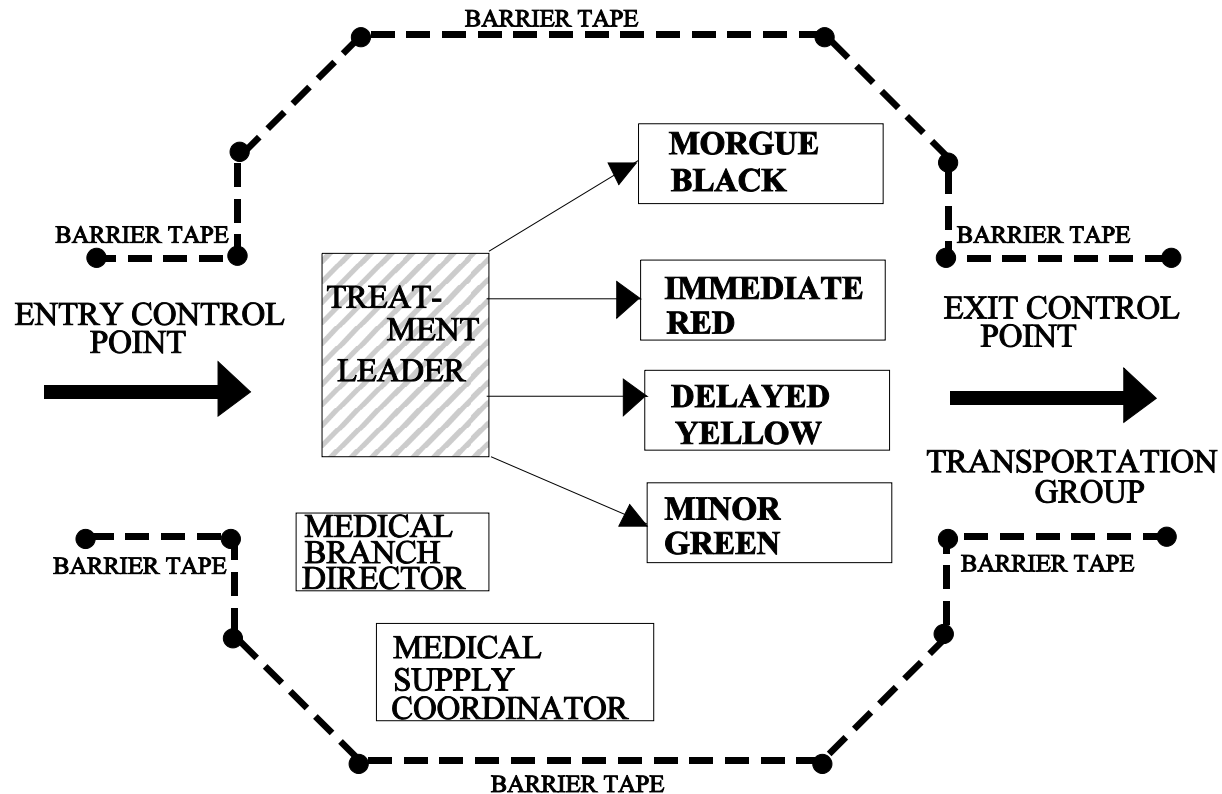 BARRIER TAPE
MORGUE
BLACK
BARRIER TAPE
BARRIER TAPE
ENTRY CONTROL
POINT
TREAT-
MENT
LEADER
IMMEDIATE
RED
EXIT CONTROL
POINT
DELAYED
YELLOW
TRANSPORTATION
GROUP
MINOR
GREEN
MEDICAL
BRANCH
DIRECTOR
BARRIER TAPE
BARRIER TAPE
MEDICAL
SUPPLY
COORDINATOR
BARRIER TAPE